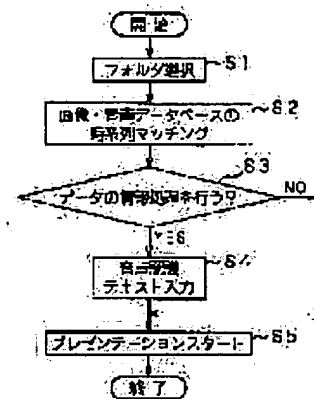 開始
フォルダ選択
S1
画像・音声データベースの
時系列マッチング
S2
S3
データの情報処理を行う?
NO
YES
テキスト入力
S4
プレゼンテーションスタート
S5
終了